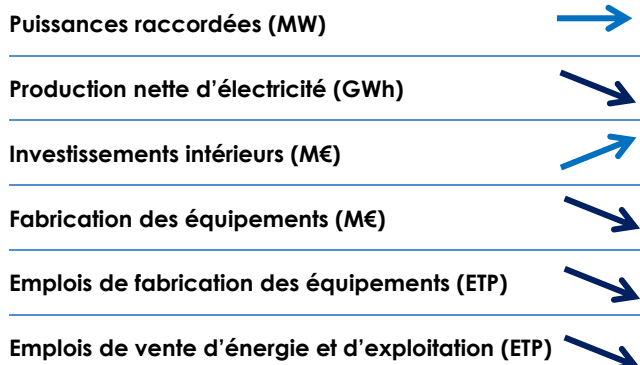 Puissances raccordées (MW)
Production nette d'électricité (GWh)
Investissements intérieurs (M€)
Fabrication des équipements (M€)
Emplois de fabrication des équipements (ETP)
Emplois de vente d'énergie et d'exploitation (ETP)